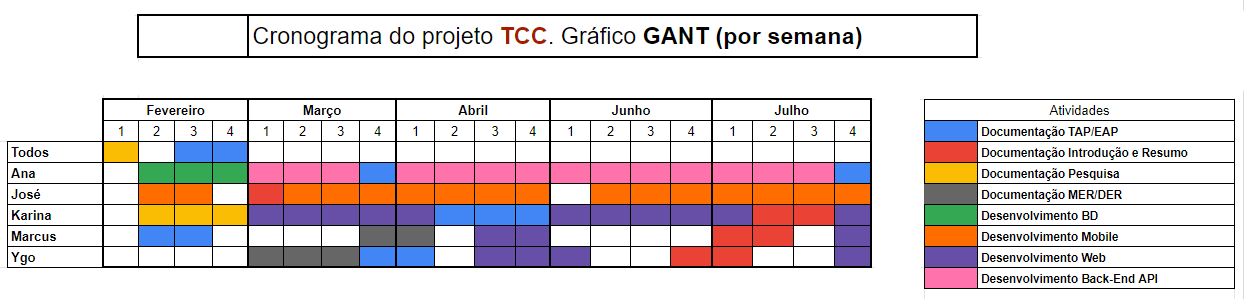 Cronograma do projeto TCC. Gráfico GANT (por semana)
Fevereiro Março Abril Junho Julho Atividades
1 2 3 4 1 2 3 4 1 2 3 4 1 2 3 4 1 2 3 4 Documentação TAP/EAP
Todos Documentação Introdução e Resumo
Ana Documentação Pesquisa
José Documentação MER/DER
Karina Desenvolvimento BD
Marcus Desenvolvimento Mobile
Ygo Desenvolvimento Web
Desenvolvimento Back-End API